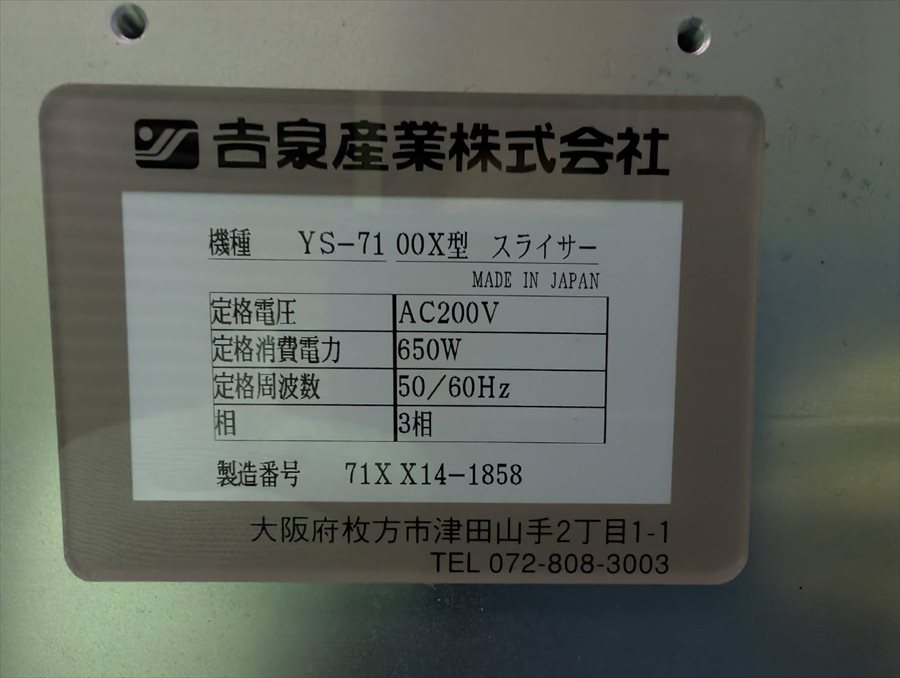 𠮷泉産業株式会社
機種 YS-7100X型 スライサー
MADE IN JAPAN
定格電圧 AC200V
定格消費電力 650W
定格周波数 50/60Hz
相 3相
製造番号 71X X14-1858
大阪府枚方市津田山手2丁目1-1
TEL 072-808-3003